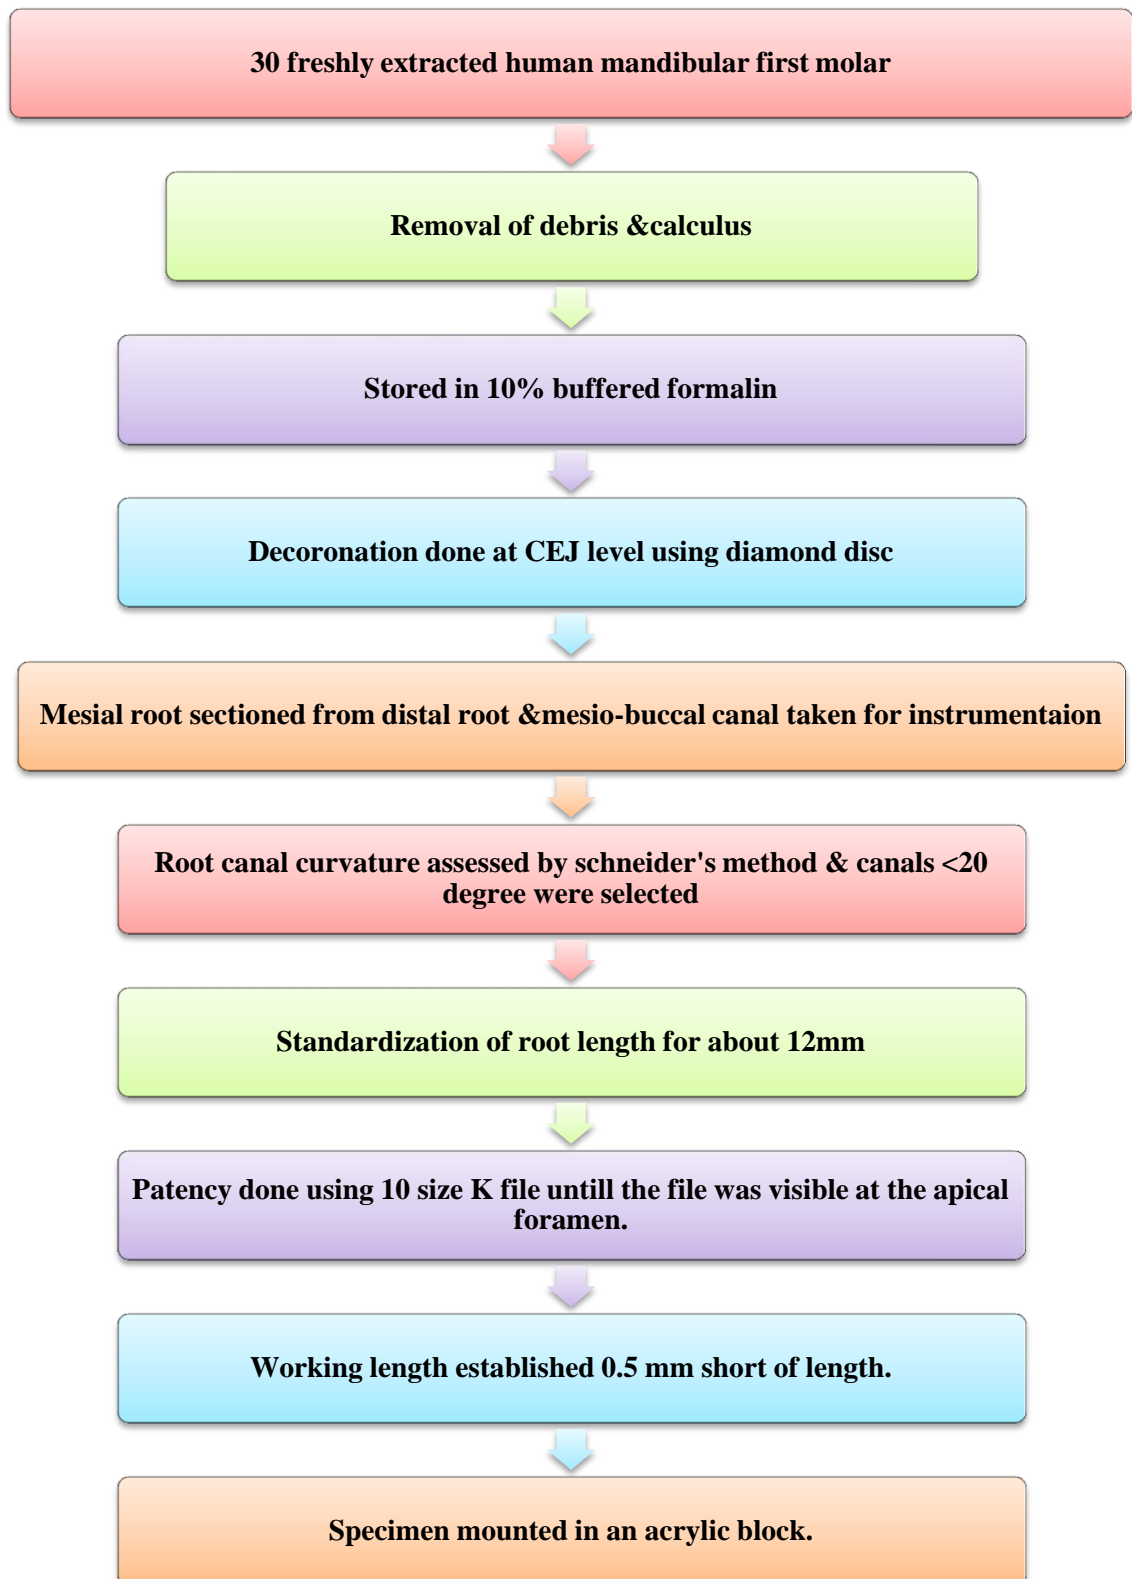 30 freshly extracted human mandibular first molar
Removal of debris &calculus
Stored in 10% buffered formalin
Decoronation done at CEJ level using diamond disc
Mesial root sectioned from distal root &mesio-buccal canal taken for instrumentaion
Root canal curvature assessed by schneider's method & canals <20
degree were selected
Standardization of root length for about 12mm
Patency done using 10 size K file untill the file was visible at the apical
foramen.
Working length established 0.5 mm short of length.
Specimen mounted in an acrylic block.